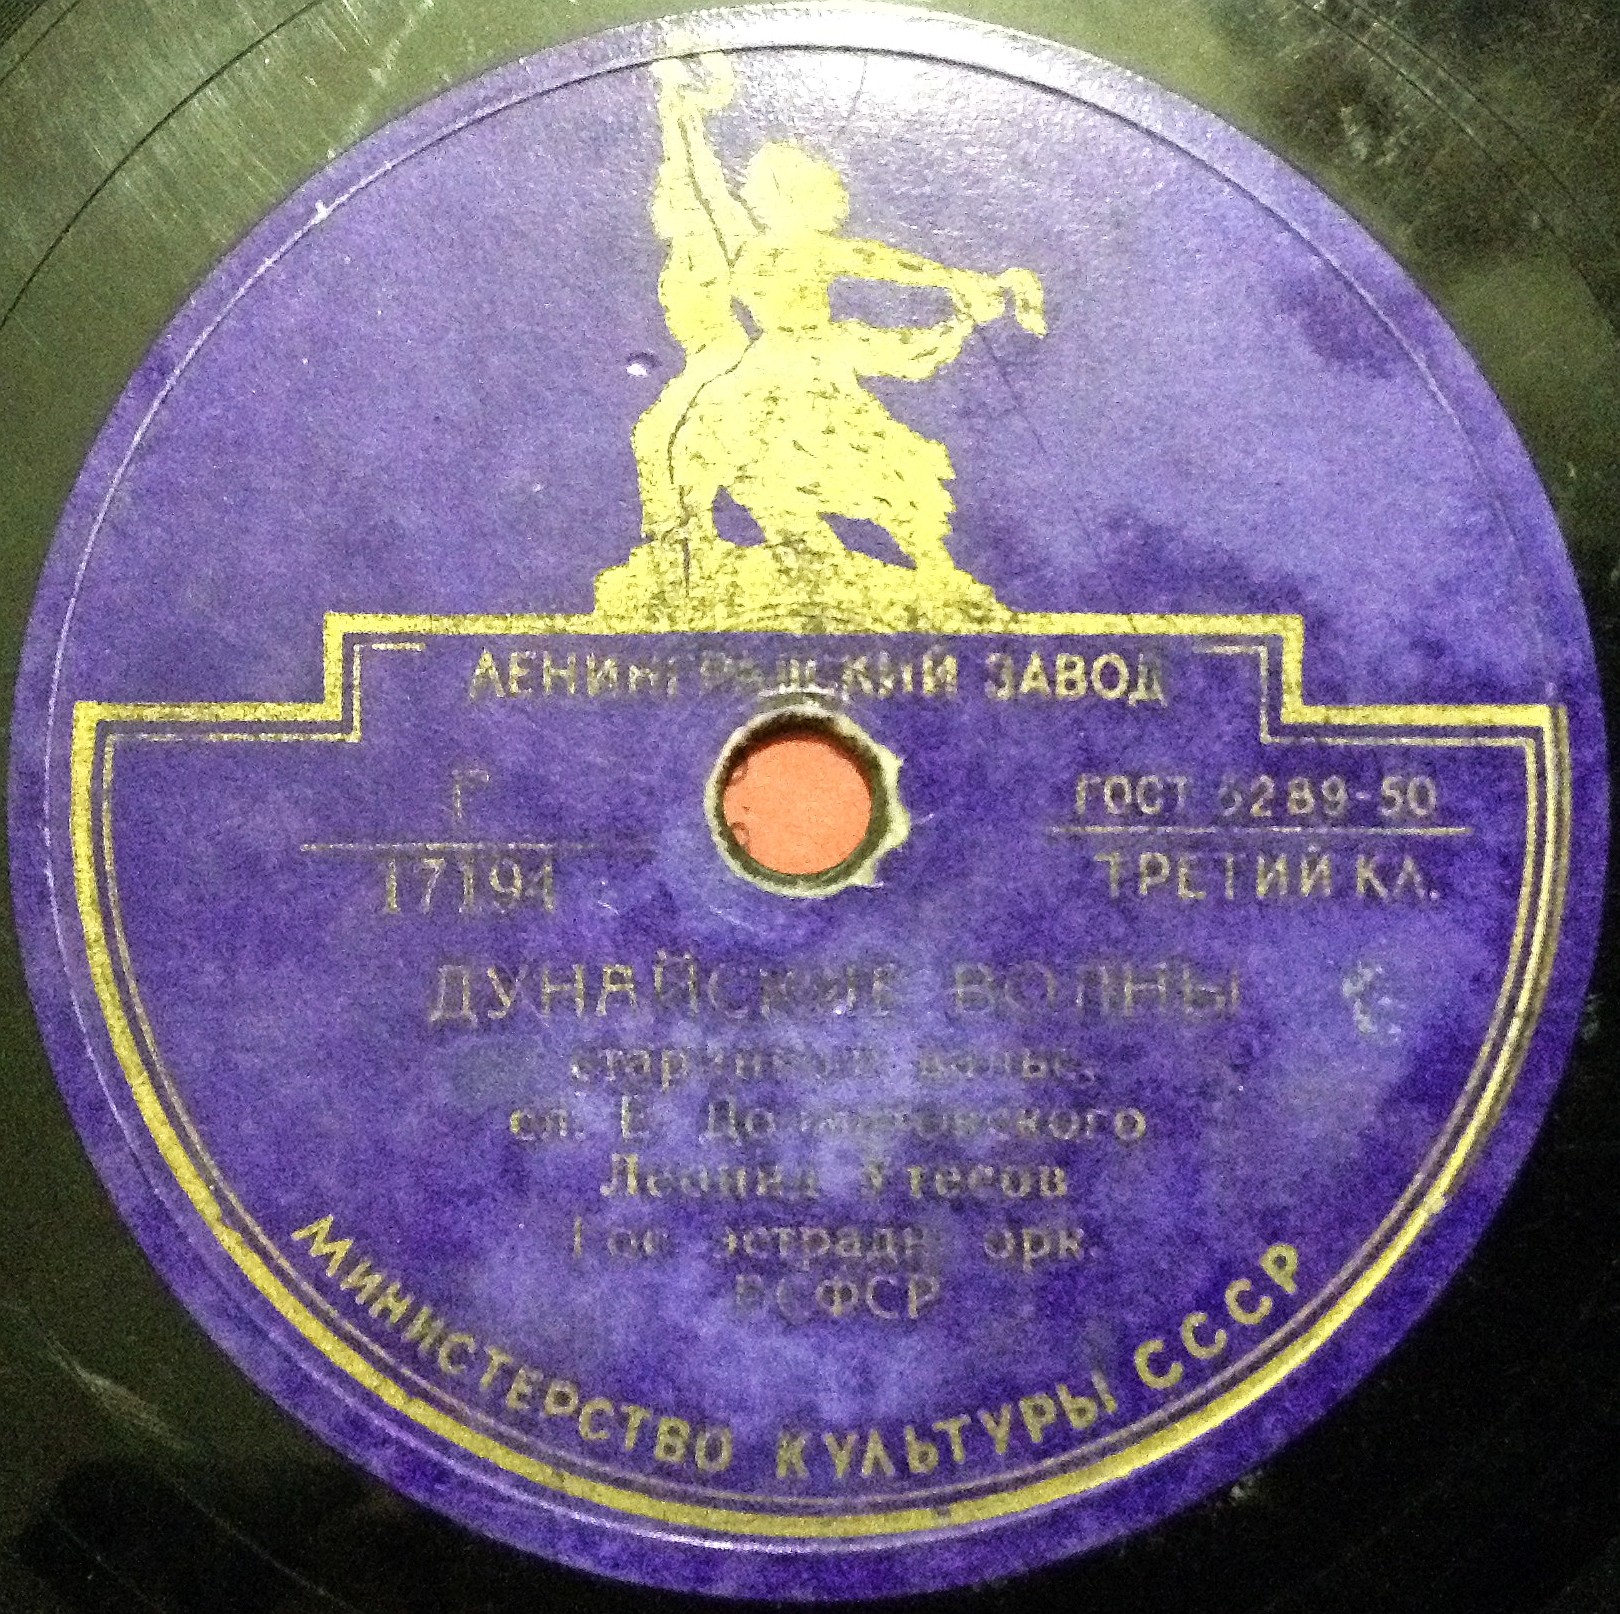 ЛЕНИНГРАДСКИЙ ЗАВОД
Г
17194
ГОСТ 5289-50
ТРЕТИЙ КЛ.
ДУНАЙСКИЕ ВОЛНЫ
старинный вальс,
сл. Е. Долматовского
Леонид Утесов
Гос. эстрадн. орк.
РСФСР
МИНИСТЕРСТВО КУЛЬТУРЫ СССР